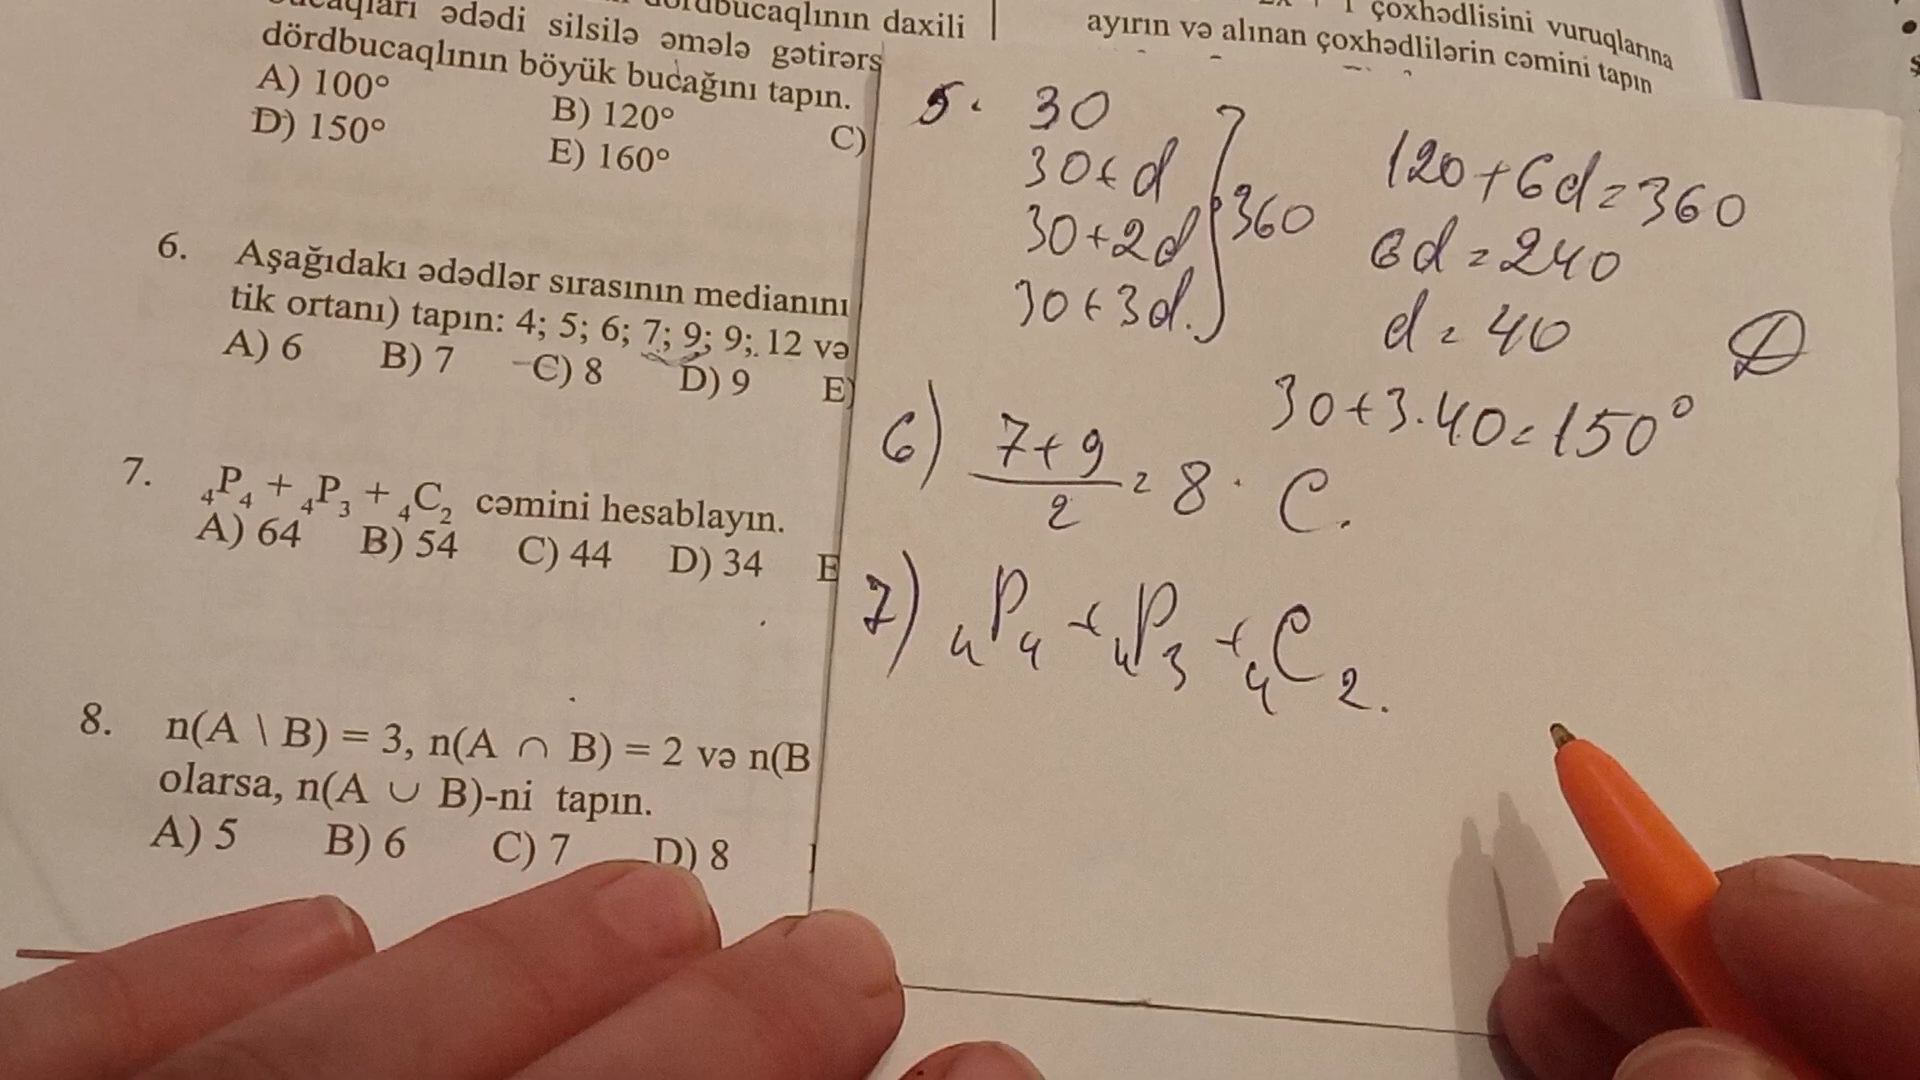 dördbucaqlının daxili
ədədi silsilə əmələ gətirərs
dördbucaqlının böyük bucağını tapın.
A) 100° B) 120° C)
D) 150° E) 160°
6. Aşağıdakı ədədlər sırasının medianını
tik ortanı) tapın: 4; 5; 6; 7; 9; 9; 12 və
A) 6 B) 7 C) 8 D) 9 E)
7. ₄P₄ + ₄P₃ + ₄C₂ cəmini hesablayın.
A) 64 B) 54 C) 44 D) 34 E
8. n(A \ B) = 3, n(A ∩ B) = 2 və n(B
olarsa, n(A ∪ B)-ni tapın.
A) 5 B) 6 C) 7 D) 8
1 çoxhədlisini vuruqlarına
ayırın və alınan çoxhədlilərin cəmini tapın
5. 30
30+d
30+2d
30+3d.
360
120+6d=360
6d=240
d=40
D
30+3·40=150°
6) 7+9/2=8. C.
7) ₄P₄+₄P₃+₄C₂.